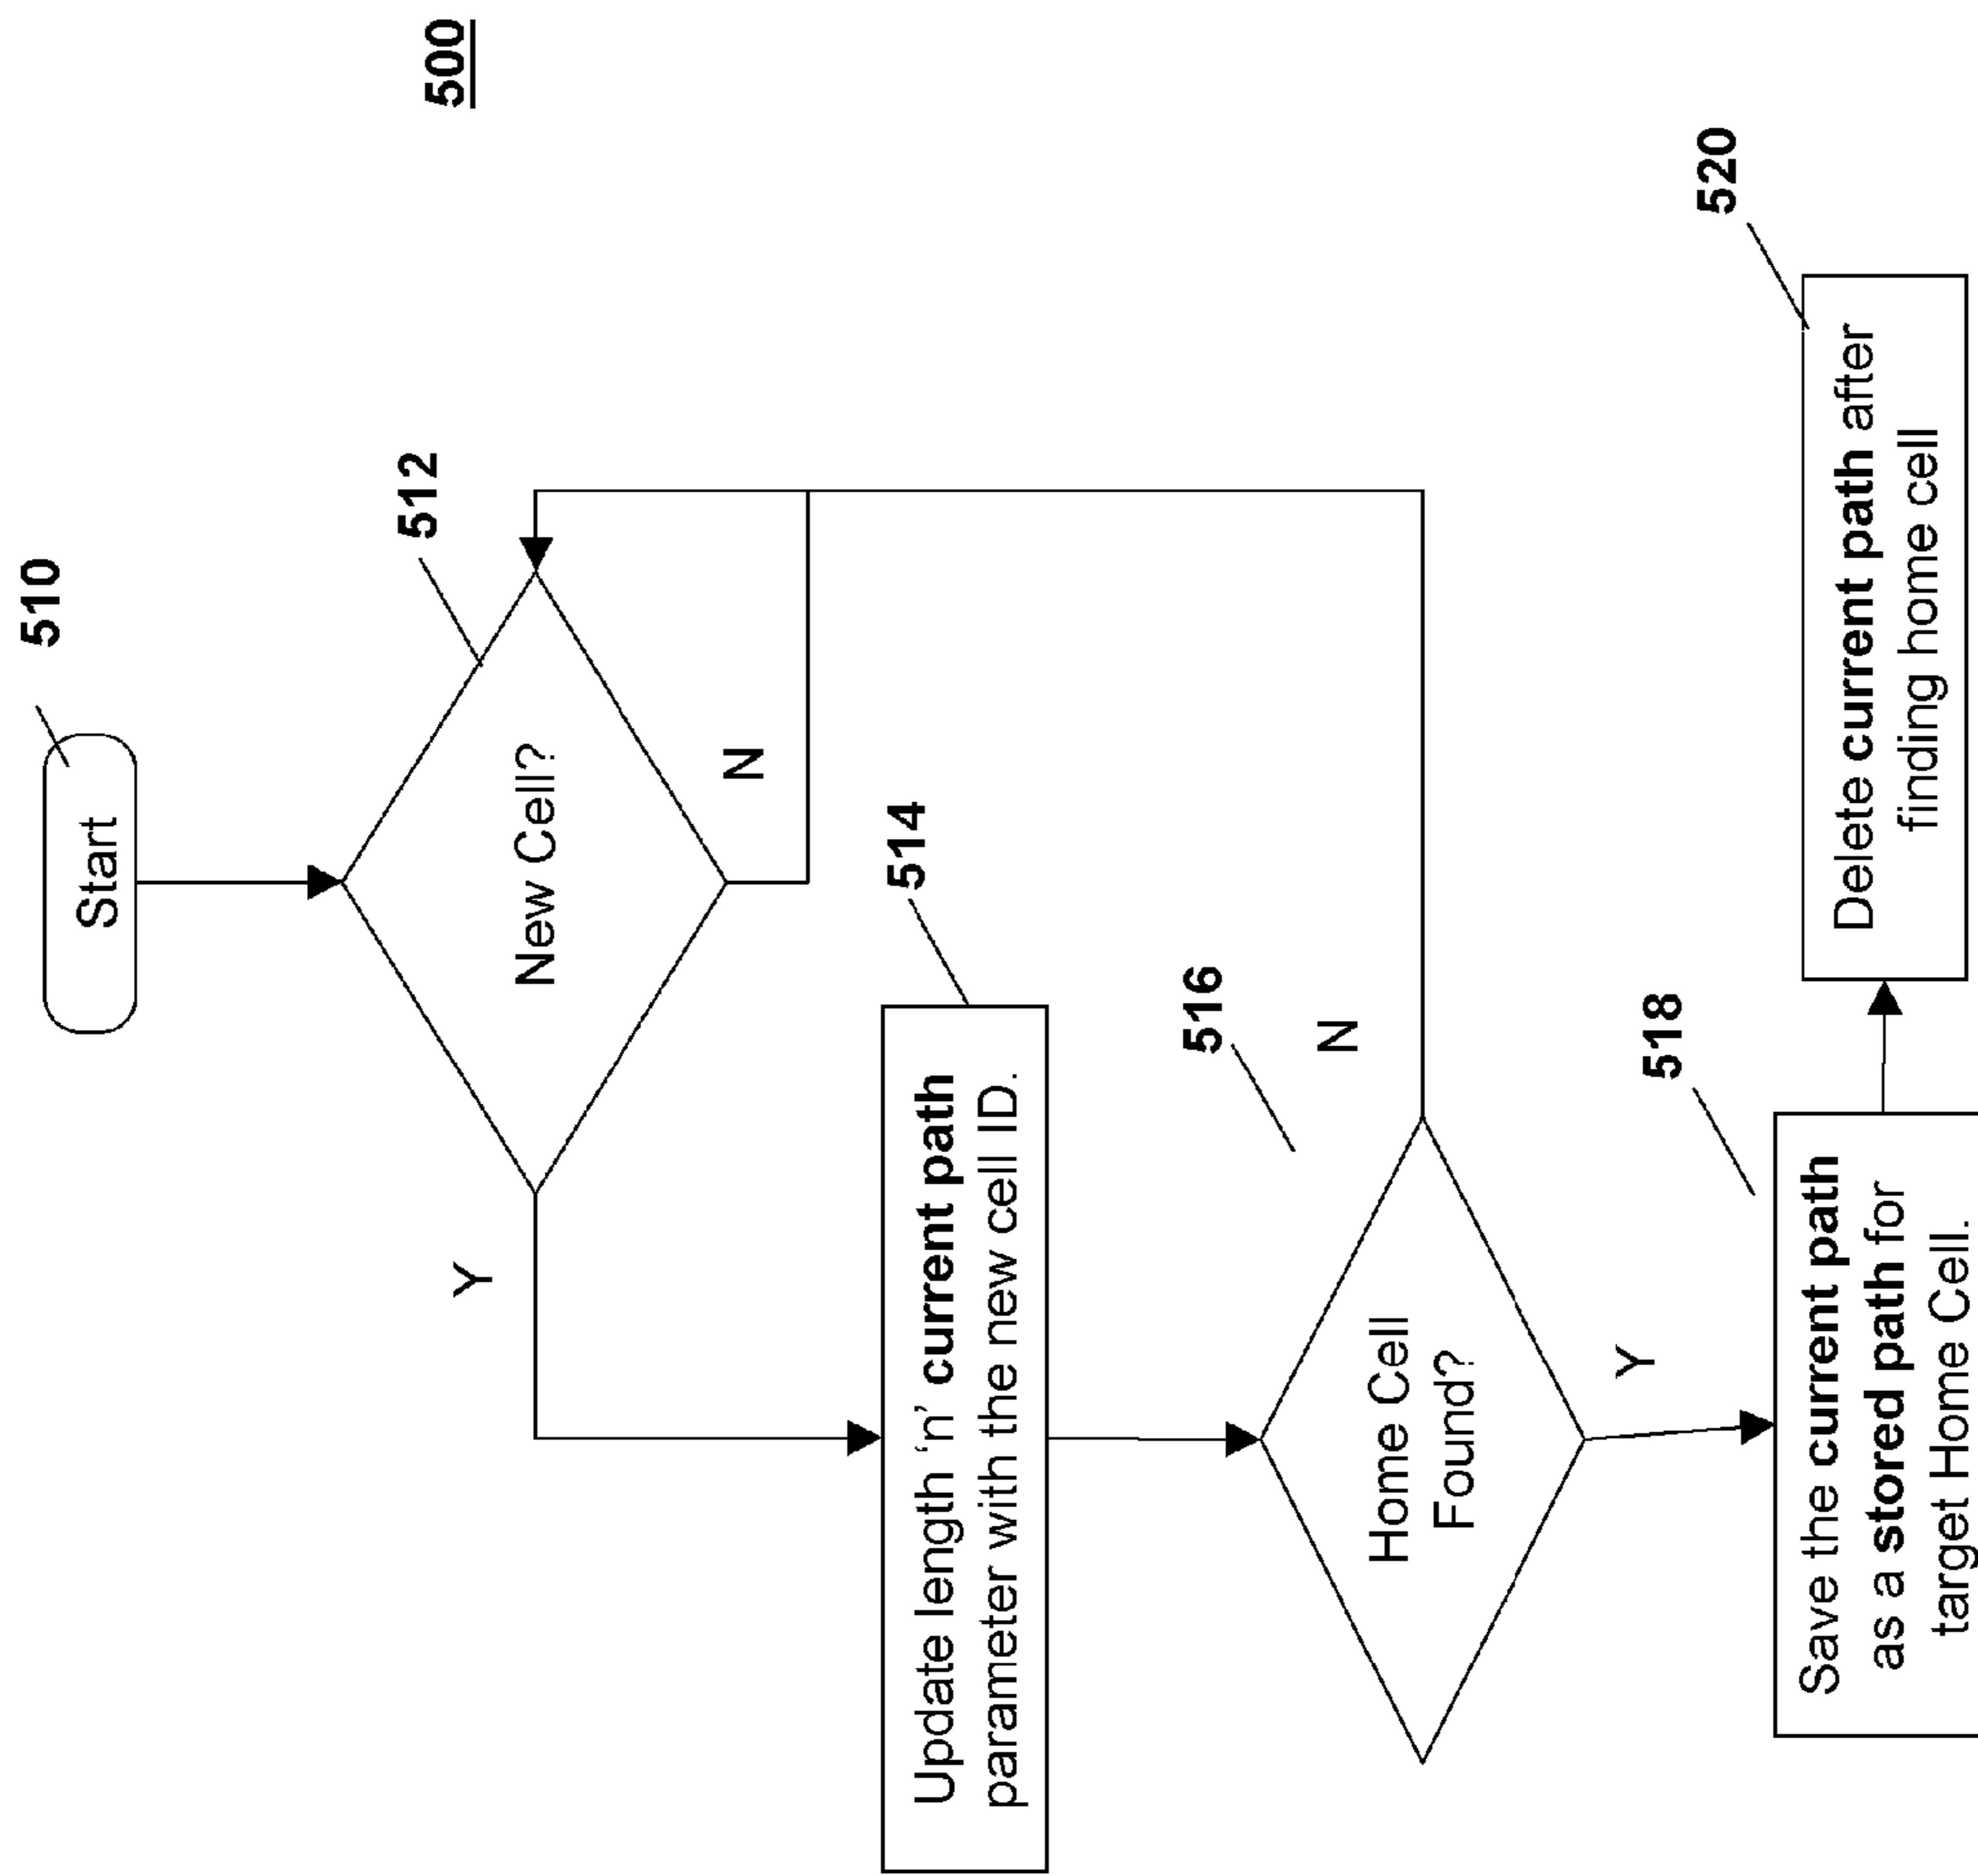 500
510
Start
512
New Cell?
N
Y
514
Update length ‘n’ current path
parameter with the new cell ID.
516
Home Cell
Found?
N
Y
518
Save the current path
as a stored path for
target Home Cell.
520
Delete current path after
finding home cell